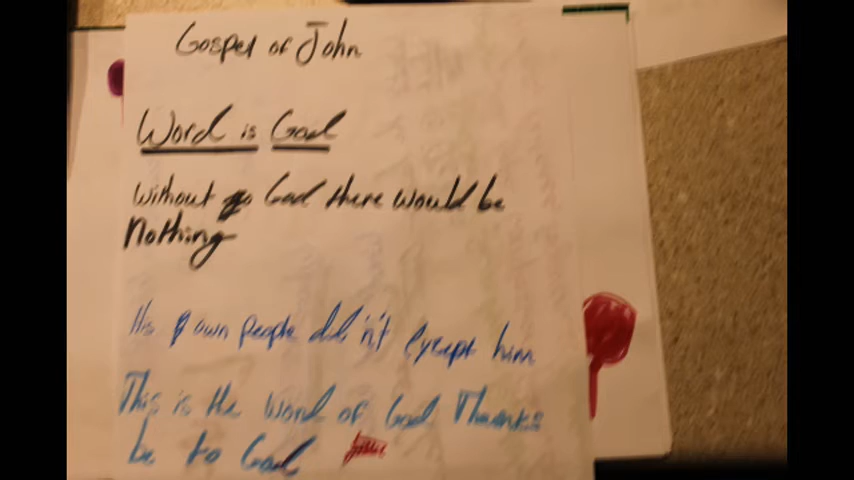 Gospel of John
Word is God
Without God there would be
Nothing
His own people did'n't except him
This is the Word of God Thanks
be to God